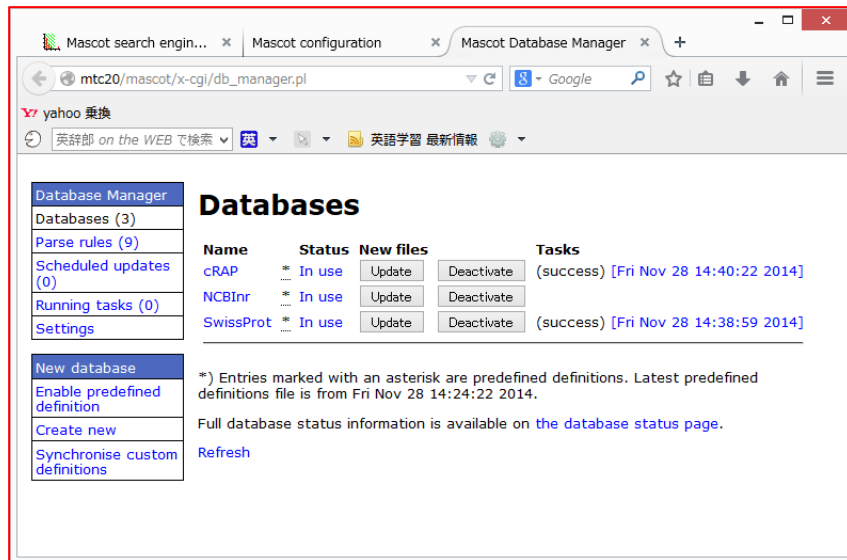 Mascot search engin... × Mascot configuration × Mascot Database Manager × +
mtc20/mascot/x-cgi/db_manager.pl 8 Google
Y! yahoo 乗換
英辞郎 on the WEB で検索 英 英語学習 最新情報
Database Manager
Databases (3)
Parse rules (9)
Scheduled updates
(0)
Running tasks (0)
Settings
New database
Enable predefined
definition
Create new
Synchronise custom
definitions
Databases
Name Status New files Tasks
cRAP * In use Update Deactivate (success) [Fri Nov 28 14:40:22 2014]
NCBInr * In use Update Deactivate
SwissProt * In use Update Deactivate (success) [Fri Nov 28 14:38:59 2014]
*) Entries marked with an asterisk are predefined definitions. Latest predefined
definitions file is from Fri Nov 28 14:24:22 2014.
Full database status information is available on the database status page.
Refresh